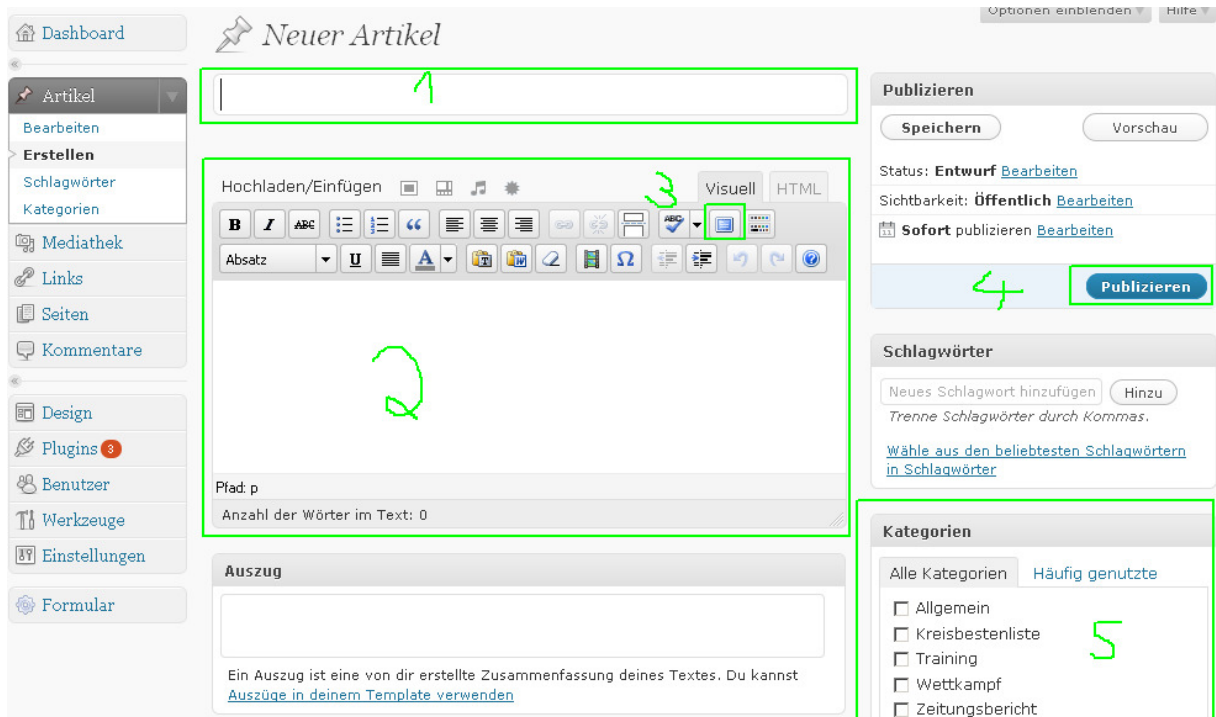 Optionen einblenden
Hilfe
Dashboard
Neuer Artikel
Artikel
Bearbeiten
Erstellen
Schlagwörter
Kategorien
Mediathek
Links
Seiten
Kommentare
Design
Plugins 3
Benutzer
Werkzeuge
Einstellungen
Formular
1
Hochladen/Einfügen
3
Visuell
HTML
B I ABC ABC
Absatz U A T W Ω
2
Pfad: p
Anzahl der Wörter im Text: 0
Auszug
Ein Auszug ist eine von dir erstellte Zusammenfassung deines Textes. Du kannst
Auszüge in deinem Template verwenden
Publizieren
Speichern
Vorschau
Status: Entwurf Bearbeiten
Sichtbarkeit: Öffentlich Bearbeiten
Sofort publizieren Bearbeiten
4
Publizieren
Schlagwörter
Neues Schlagwort hinzufügen
Hinzu
Trenne Schlagwörter durch Kommas.
Wähle aus den beliebtesten Schlagwörtern
in Schlagwörter
Kategorien
Alle Kategorien
Häufig genutzte
Allgemein
Kreisbestenliste
Training
Wettkampf
Zeitungsbericht
5